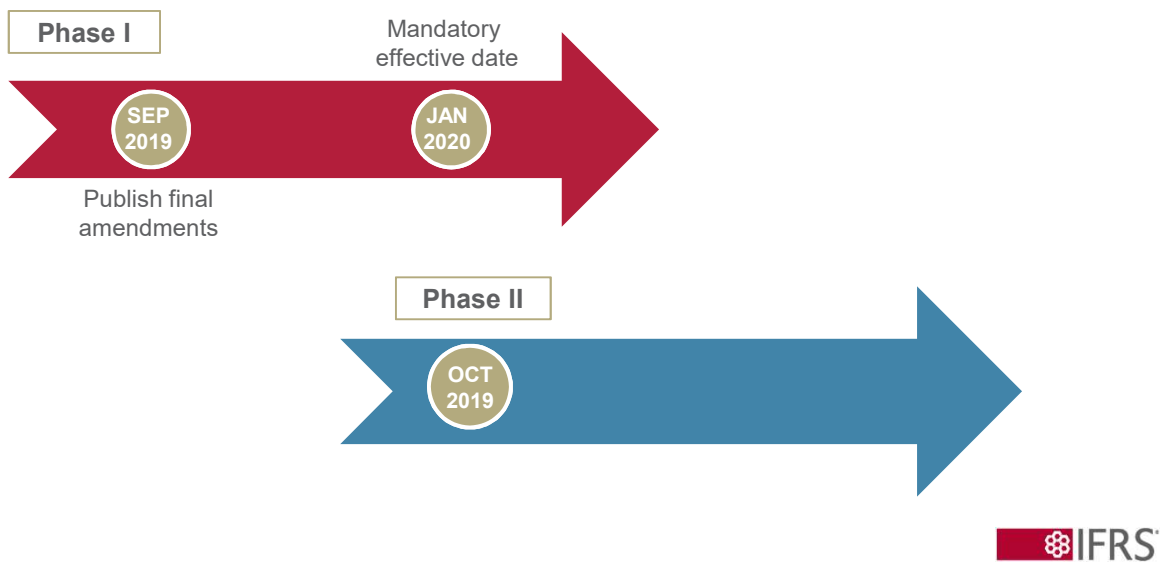 Phase I
Mandatory
effective date
SEP
2019
JAN
2020
Publish final
amendments
Phase II
OCT
2019
IFRS